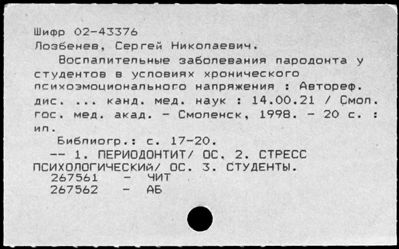 Шифр 02-43376
Лозбенев, Сергей Николаевич.
Воспалительные заболевания пародонта у
студентов в условиях хронического
психоэмоционального напряжения : Автореф.
дис. ... канд. мед. наук : 14.00.21 / Смол.
гос. мед. акад. - Смоленск, 1998. - 20 с. :
ил.
Библиогр.: с. 17-20.
-- 1. ПЕРИОДОНТИТ/ ОС. 2. СТРЕСС
ПСИХОЛОГИЧЕСКИЙ/ ОС. 3. СТУДЕНТЫ.
267561 - ЧИТ
267562 - АБ